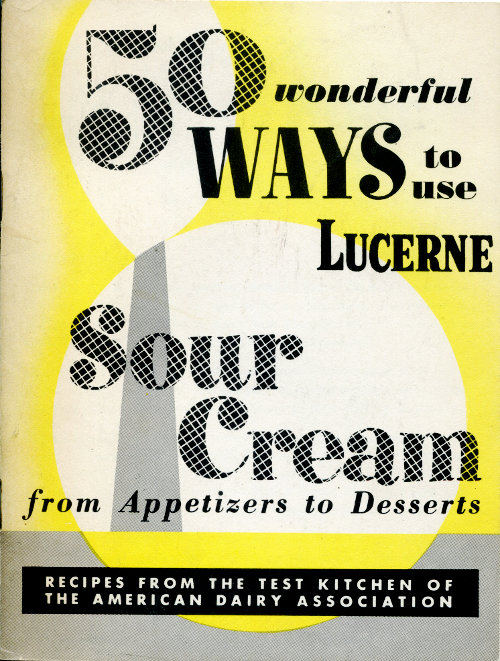 50 wonderful
WAYS to use
LUCERNE
Sour
Cream
from Appetizers to Desserts
RECIPES FROM THE TEST KITCHEN OF
THE AMERICAN DAIRY ASSOCIATION